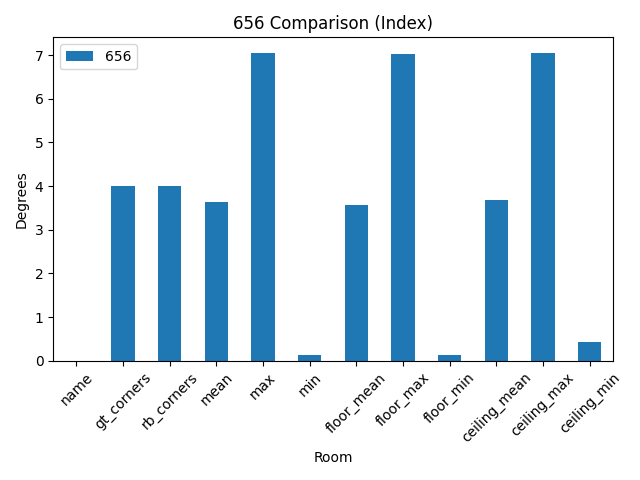 656 Comparison (Index)
656
Degrees
7
6
5
4
3
2
1
0
name
gt_corners
rb_corners
mean
max
min
floor_mean
floor_max
floor_min
ceiling_mean
ceiling_max
ceiling_min
Room